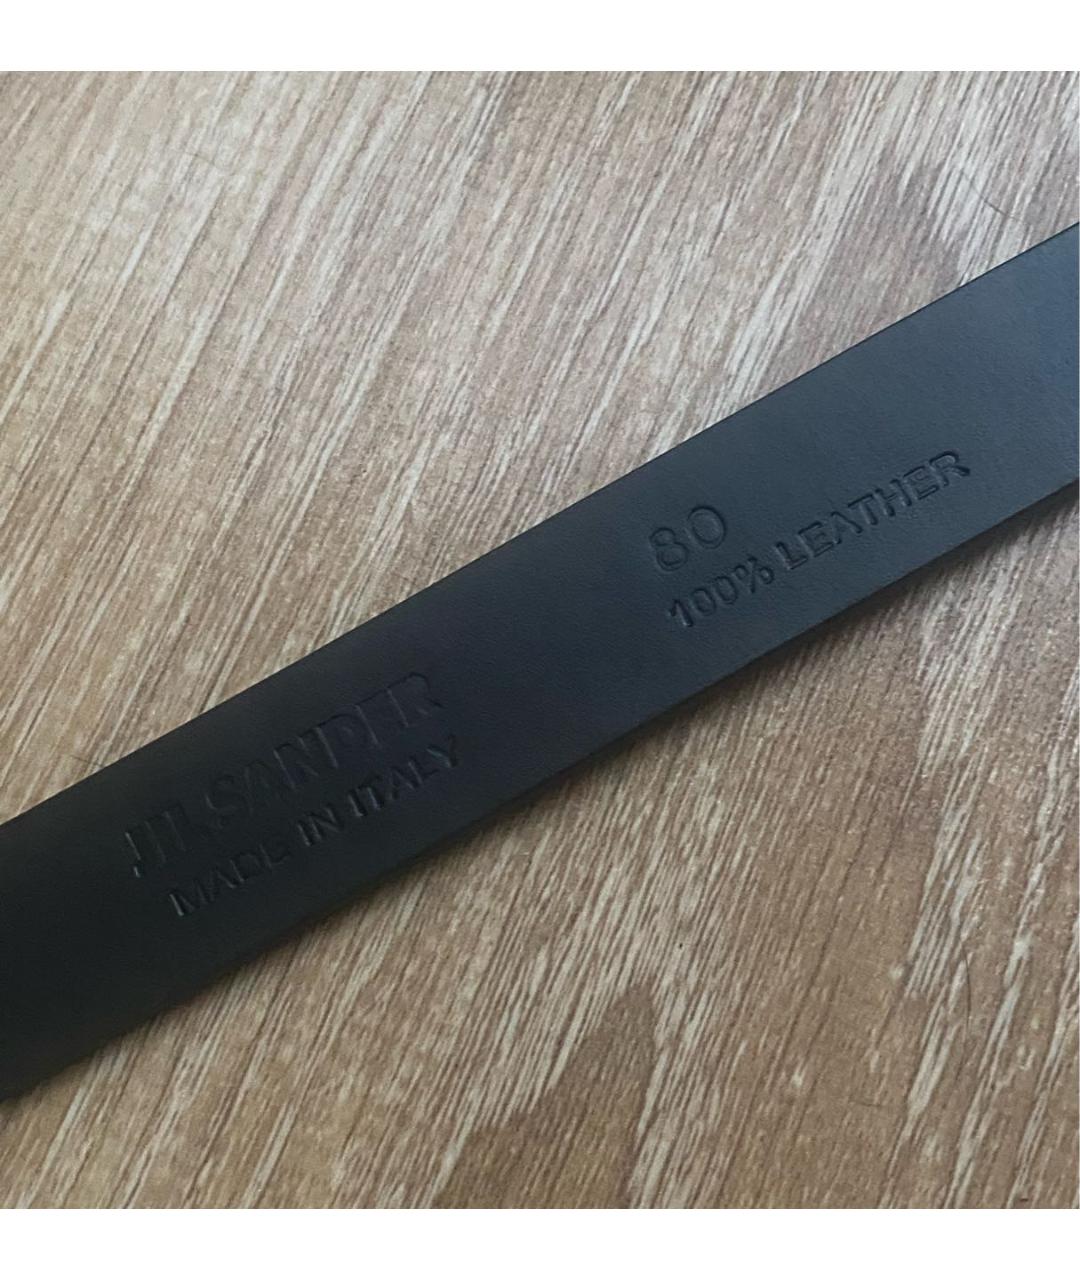 JIL SANDER
MADE IN ITALY
80
100% LEATHER